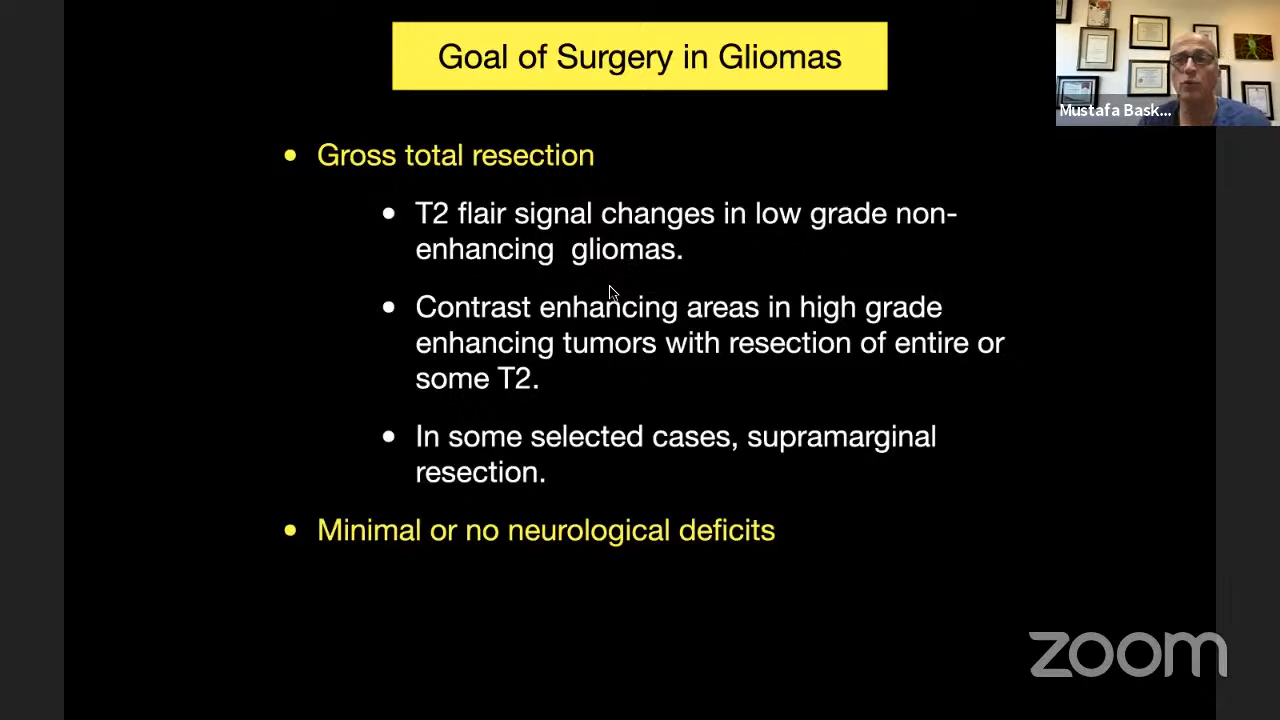 Goal of Surgery in Gliomas
Mustafa Bask...
• Gross total resection
• T2 flair signal changes in low grade non-
enhancing gliomas.
• Contrast enhancing areas in high grade
enhancing tumors with resection of entire or
some T2.
• In some selected cases, supramarginal
resection.
• Minimal or no neurological deficits
zoom